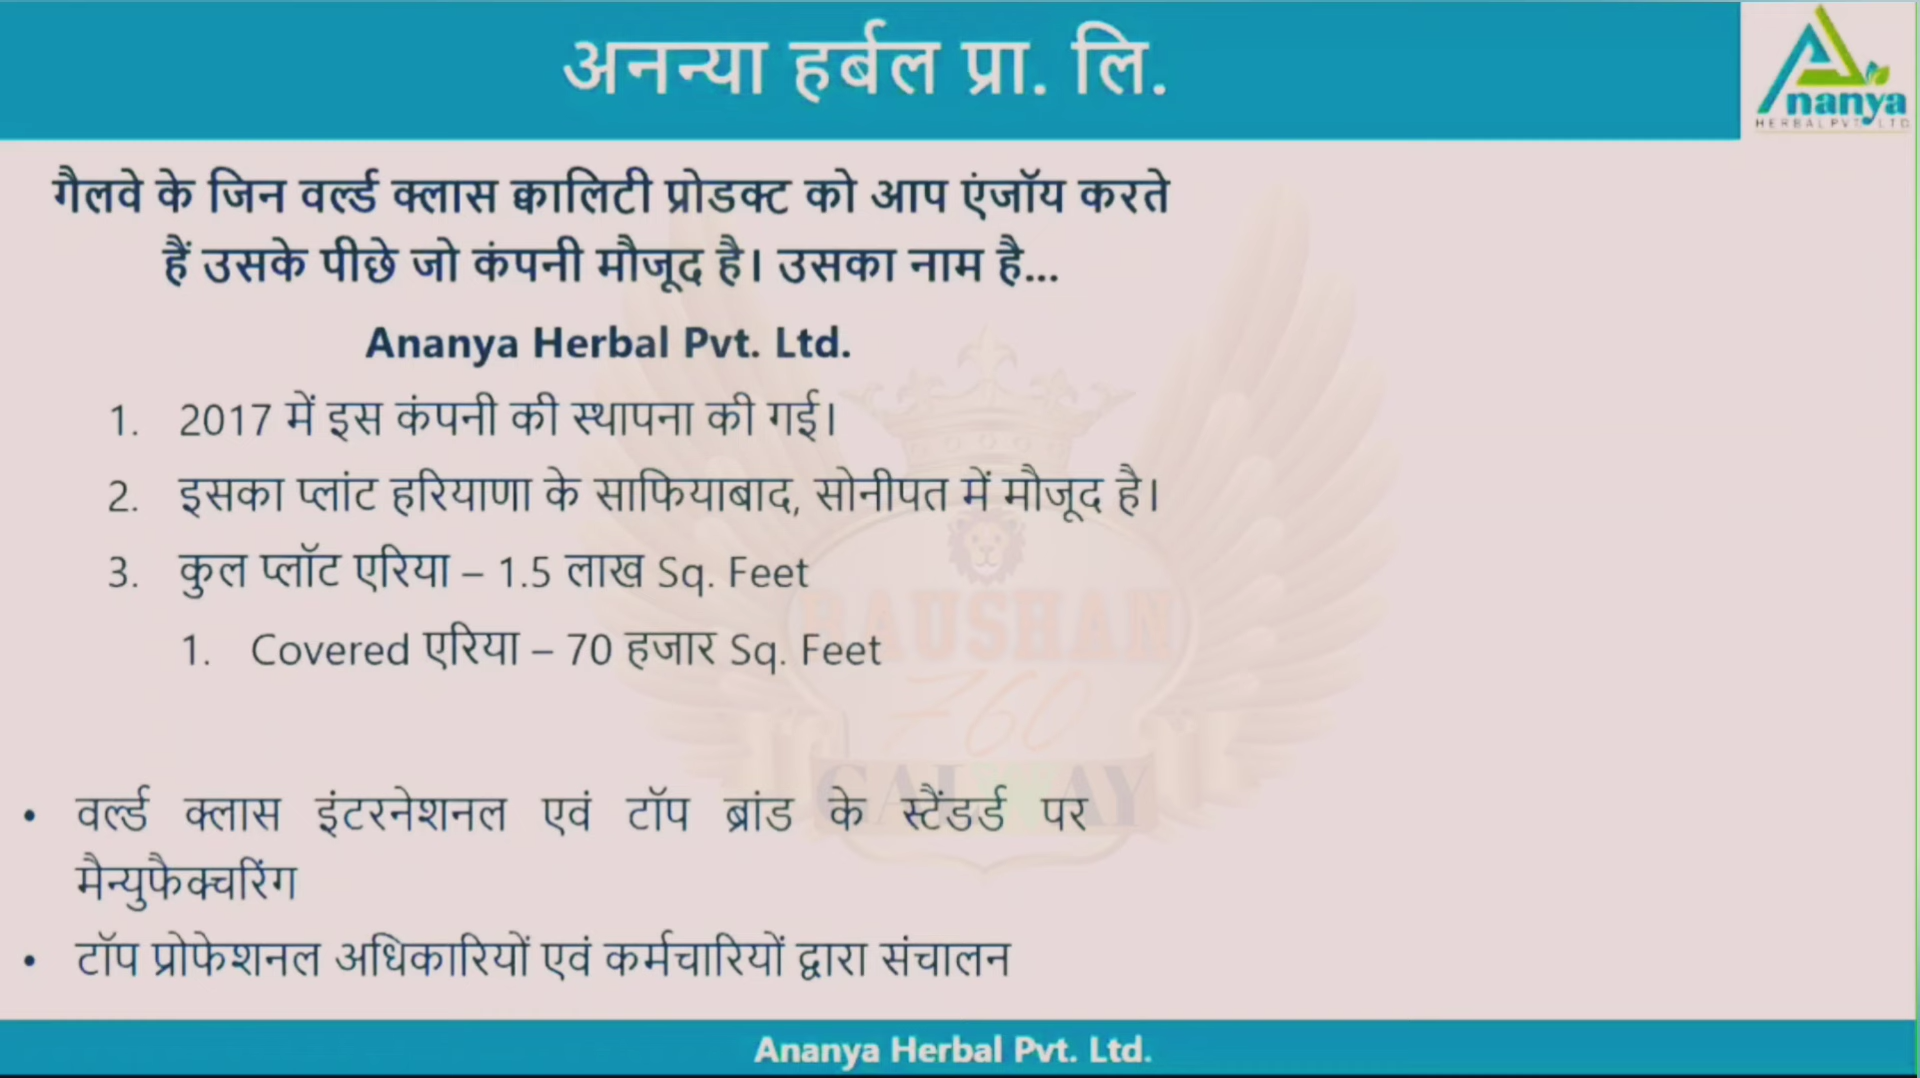 अनन्या हर्बल प्रा. लि.
Ananya
HERBAL PVT. LTD
गैलवे के जिन वर्ल्ड क्लास क्वालिटी प्रोडक्ट को आप एंजॉय करते
हैं उसके पीछे जो कंपनी मौजूद है। उसका नाम है...
Ananya Herbal Pvt. Ltd.
1. 2017 में इस कंपनी की स्थापना की गई।
2. इसका प्लांट हरियाणा के साफियाबाद, सोनीपत में मौजूद है।
3. कुल प्लॉट एरिया – 1.5 लाख Sq. Feet
1. Covered एरिया – 70 हजार Sq. Feet
RAUSHAN
760
GALWAY
• वर्ल्ड क्लास इंटरनेशनल एवं टॉप ब्रांड के स्टैंडर्ड पर
मैन्युफैक्चरिंग
• टॉप प्रोफेशनल अधिकारियों एवं कर्मचारियों द्वारा संचालन
Ananya Herbal Pvt. Ltd.